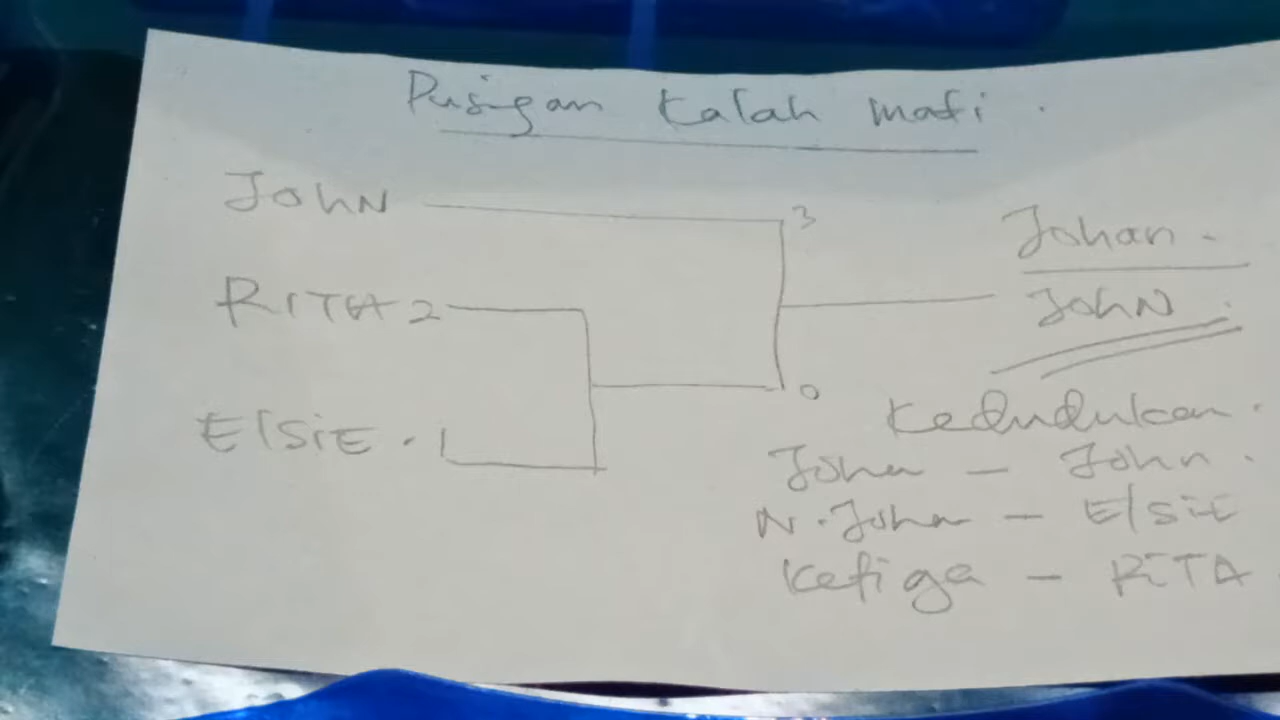 Pusingan Kalah mati.
JOHN 3
Johan.
RITA 2
JOHN.
0
ElSiE. 1
Kedudukan.
Johan - John.
N. Johan - ElSiE
Ketiga - RiTA